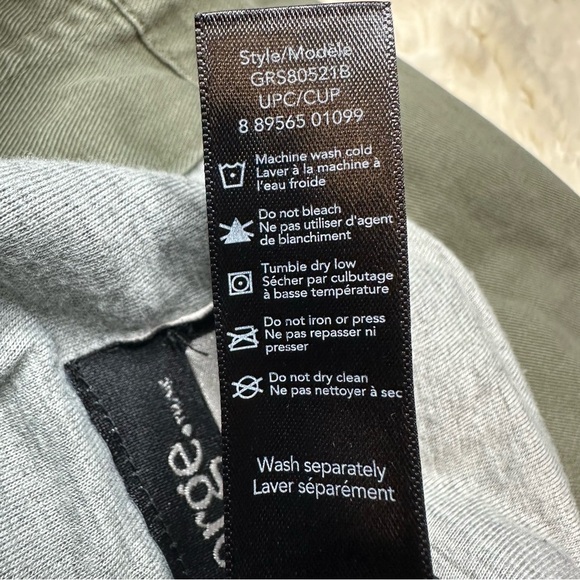 Style/Modèle
GRS80521B
UPC/CUP
8 89565 01099
Machine wash cold
Laver à la machine à
l'eau froide
Do not bleach
Ne pas utiliser d'agent
de blanchiment
Tumble dry low
Sécher par culbutage
à basse température
Do not iron or press
Ne pas repasser ni
presser
Do not dry clean
Ne pas nettoyer à sec
Wash separately
Laver séparément